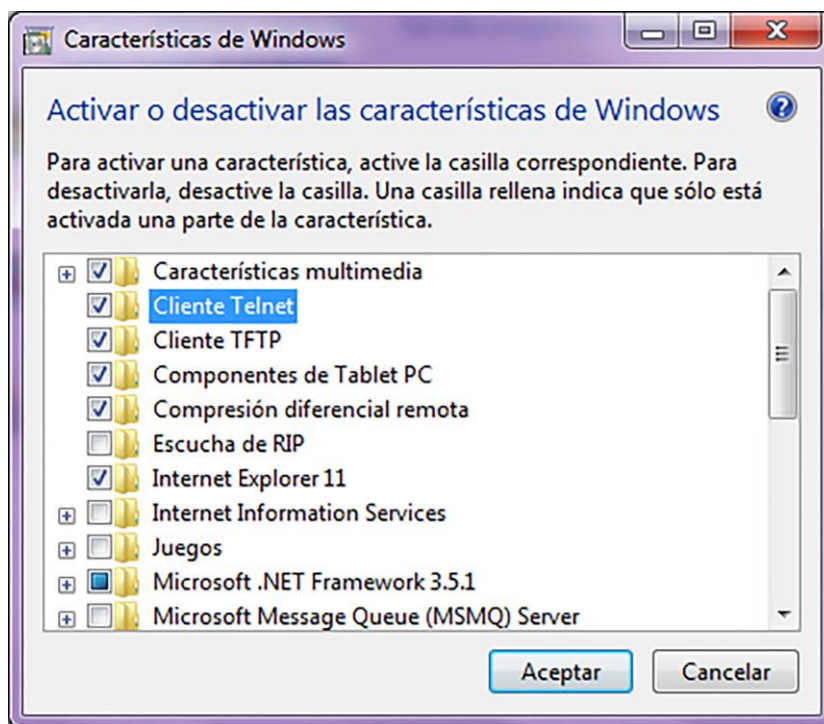 Características de Windows
Activar o desactivar las características de Windows
Para activar una característica, active la casilla correspondiente. Para
desactivarla, desactive la casilla. Una casilla rellena indica que sólo está
activada una parte de la característica.
Características multimedia
Cliente Telnet
Cliente TFTP
Componentes de Tablet PC
Compresión diferencial remota
Escucha de RIP
Internet Explorer 11
Internet Information Services
Juegos
Microsoft .NET Framework 3.5.1
Microsoft Message Queue (MSMQ) Server
Aceptar Cancelar